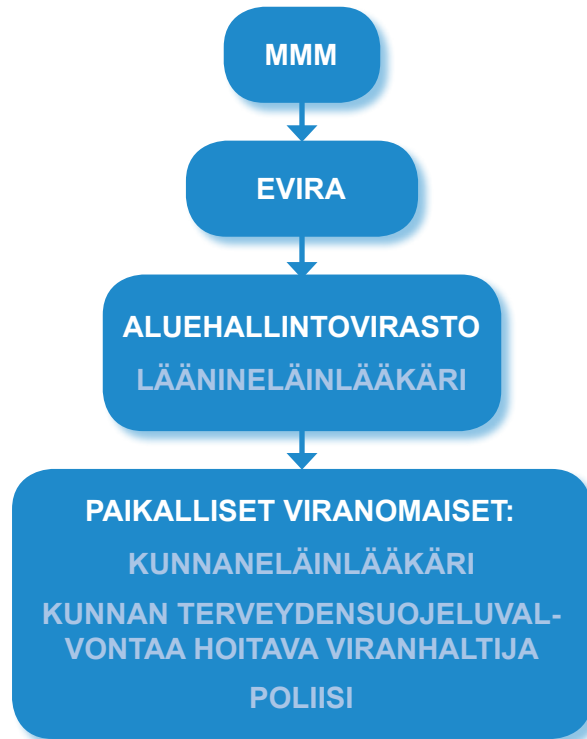 MMM
EVIRA
ALUEHALLINTOVIRASTO
LÄÄNINELÄINLÄÄKÄRI
PAIKALLISET VIRANOMAISET:
KUNNANELÄINLÄÄKÄRI
KUNNAN TERVEYDENSUOJELUVAL-
VONTAA HOITAVA VIRANHALTIJA
POLIISI